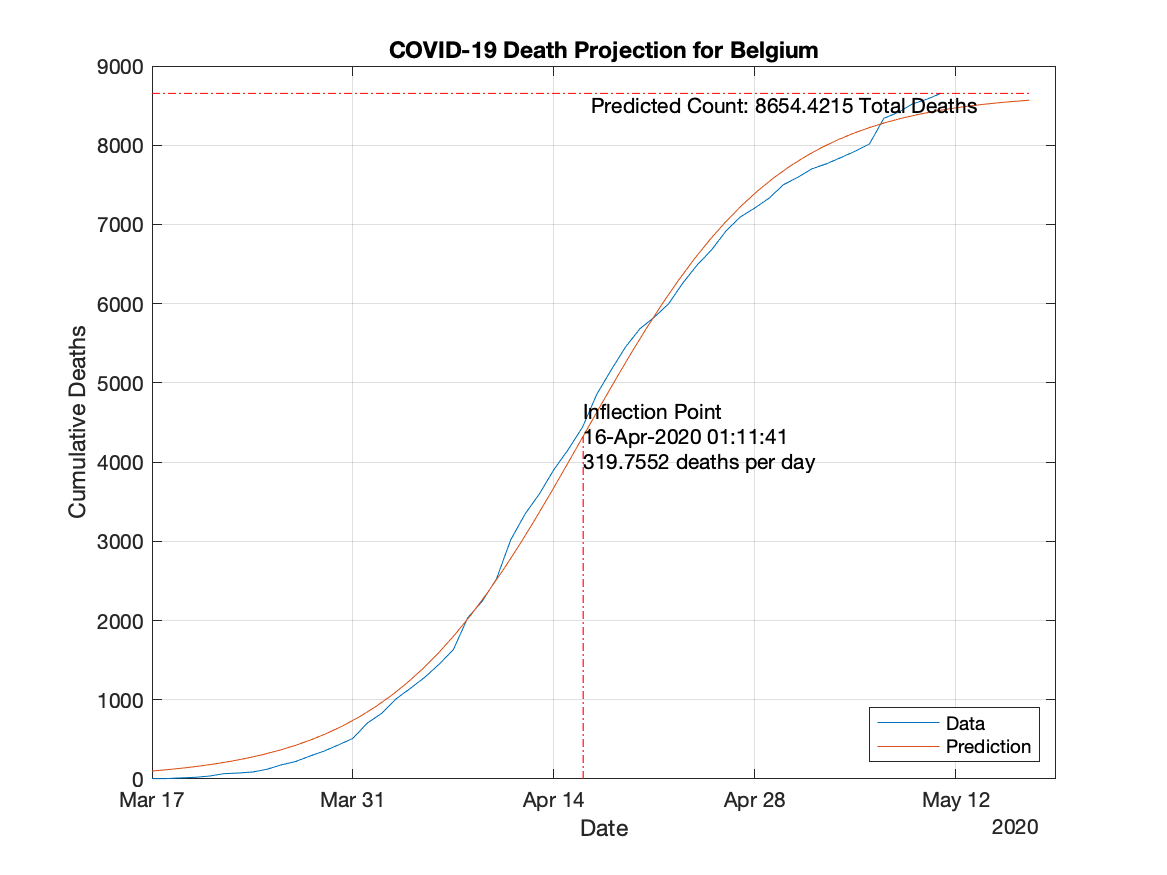 COVID-19 Death Projection for Belgium
9000
Predicted Count: 8654.4215 Total Deaths
8000
7000
6000
5000
Inflection Point
16-Apr-2020 01:11:41
319.7552 deaths per day
4000
3000
2000
1000
0
Cumulative Deaths
Data
Prediction
Mar 17
Mar 31
Apr 14
Apr 28
May 12
Date
2020